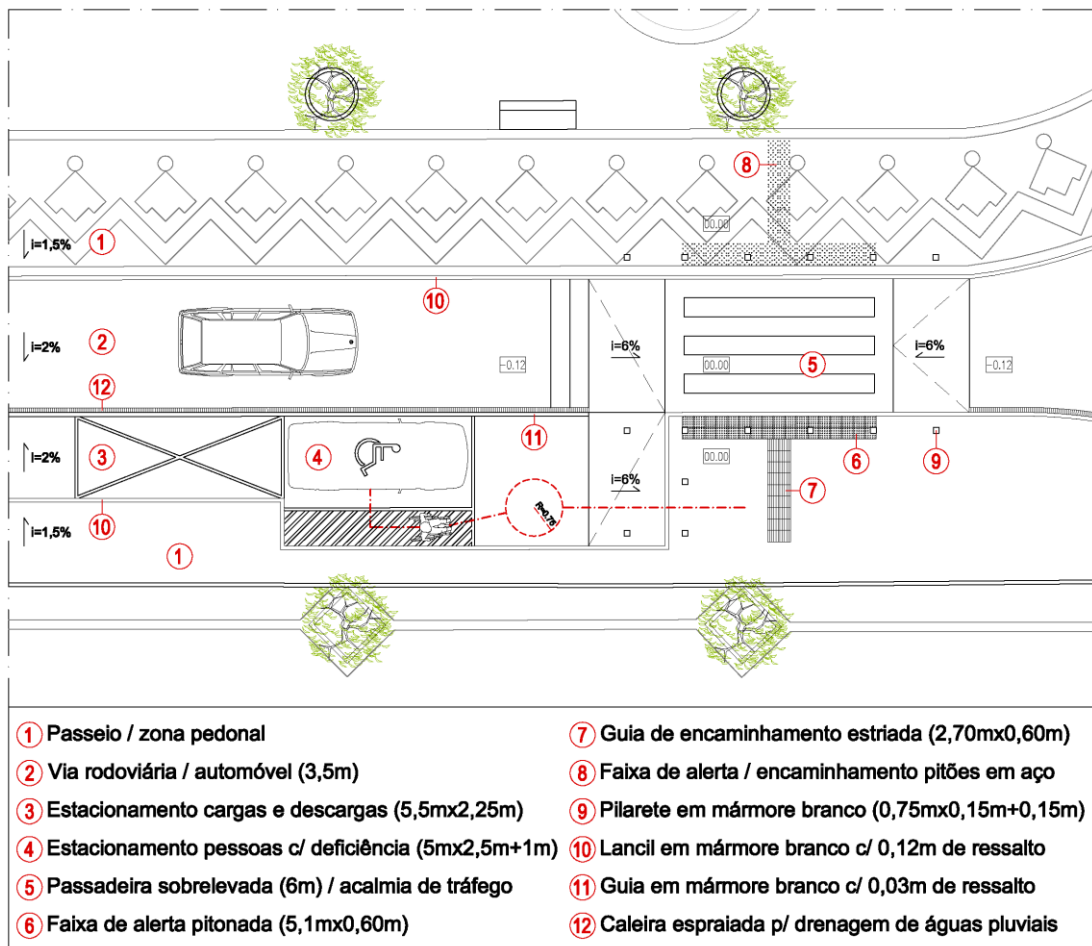 8
00.00
i=1,5%
1
10
2
i=2%
i=6%
i=6%
-0.12
00.00
5
-0.12
12
11
i=2%
3
4
00.00
6
9
i=6%
7
10
R=0.75
i=1,5%
1
1 Passeio / zona pedonal
2 Via rodoviária / automóvel (3,5m)
3 Estacionamento cargas e descargas (5,5mx2,25m)
4 Estacionamento pessoas c/ deficiência (5mx2,5m+1m)
5 Passadeira sobrelevada (6m) / acalmia de tráfego
6 Faixa de alerta pitonada (5,1mx0,60m)
7 Guia de encaminhamento estriada (2,70mx0,60m)
8 Faixa de alerta / encaminhamento pitões em aço
9 Pilarete em mármore branco (0,75mx0,15m+0,15m)
10 Lancil em mármore branco c/ 0,12m de ressalto
11 Guia em mármore branco c/ 0,03m de ressalto
12 Caleira espraiada p/ drenagem de águas pluviais